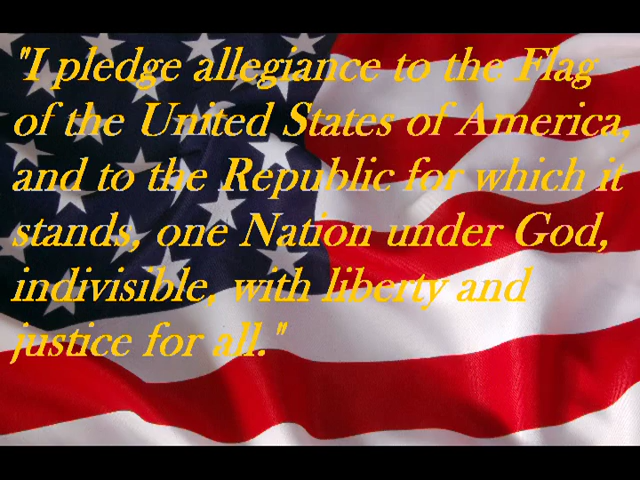 "I pledge allegiance to the Flag
of the United States of America,
and to the Republic for which it
stands, one Nation under God,
indivisible, with liberty and
justice for all."